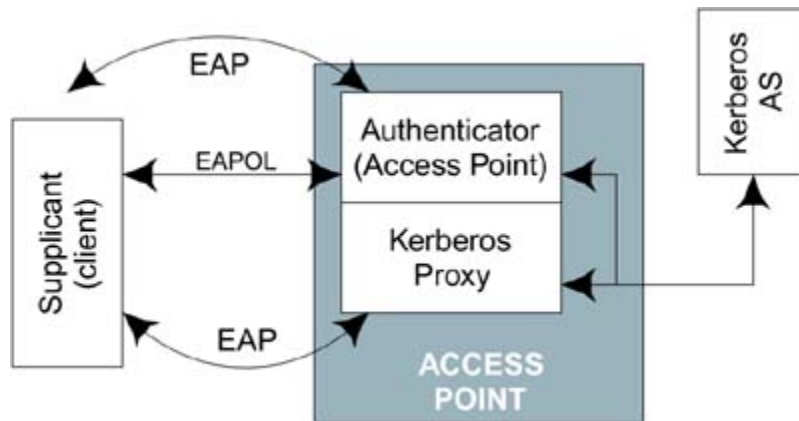 EAP
Authenticator
(Access Point)
EAPOL
Kerberos
Proxy
Supplicant
(client)
EAP
ACCESS
POINT
Kerberos
AS